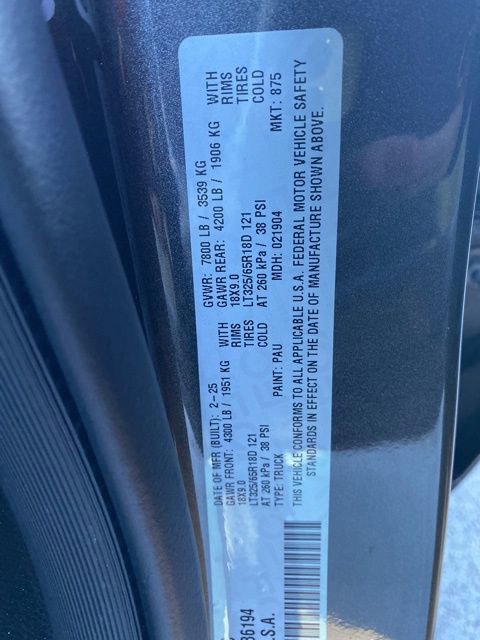 DATE OF MFR (BUILT): 2-25 GVWR: 7800 LB / 3539 KG
GAWR FRONT: 4300 LB / 1951 KG WITH GAWR REAR: 4200 LB / 1906 KG WITH
18X9.0 RIMS 18X9.0 RIMS
LT325/65R18D 121 TIRES LT325/65R18D 121 TIRES
AT 260 kPa / 38 PSI COLD AT 260 kPa / 38 PSI COLD
TYPE: TRUCK PAINT: PAU MDH: 021904 MKT: 875
THIS VEHICLE CONFORMS TO ALL APPLICABLE U.S.A. FEDERAL MOTOR VEHICLE SAFETY
STANDARDS IN EFFECT ON THE DATE OF MANUFACTURE SHOWN ABOVE.
36194
.S.A.